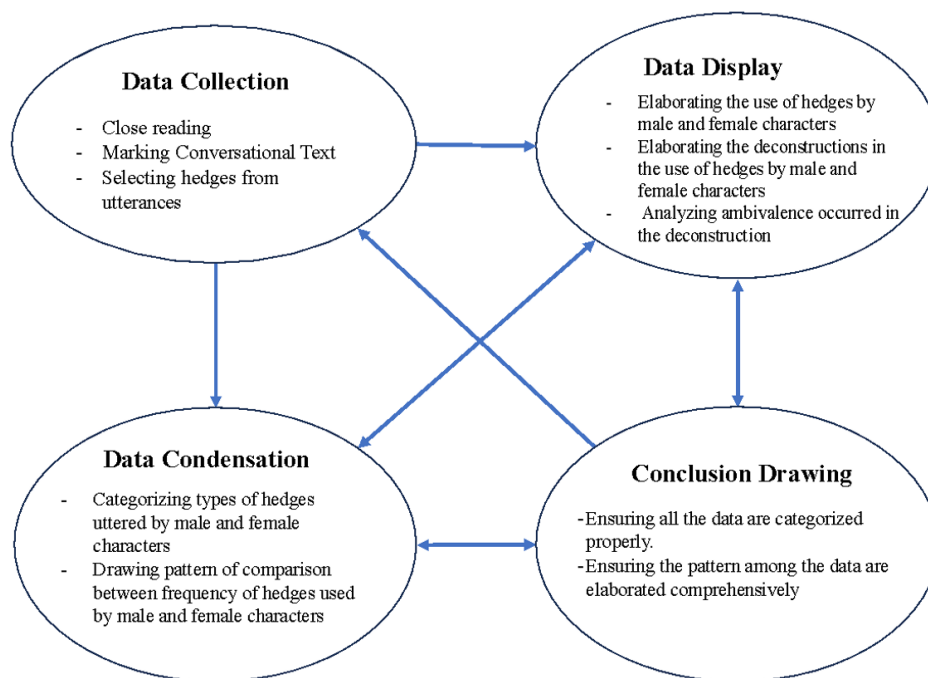 Data Collection
- Close reading
- Marking Conversational Text
- Selecting hedges from
utterances
Data Display
- Elaborating the use of hedges by
male and female characters
- Elaborating the deconstructions in
the use of hedges by male and
female characters
- Analyzing ambivalence occurred in
the deconstruction
Data Condensation
- Categorizing types of hedges
uttered by male and female
characters
- Drawing pattern of comparison
between frequency of hedges used
by male and female characters
Conclusion Drawing
-Ensuring all the data are categorized
properly.
-Ensuring the pattern among the data are
elaborated comprehensively